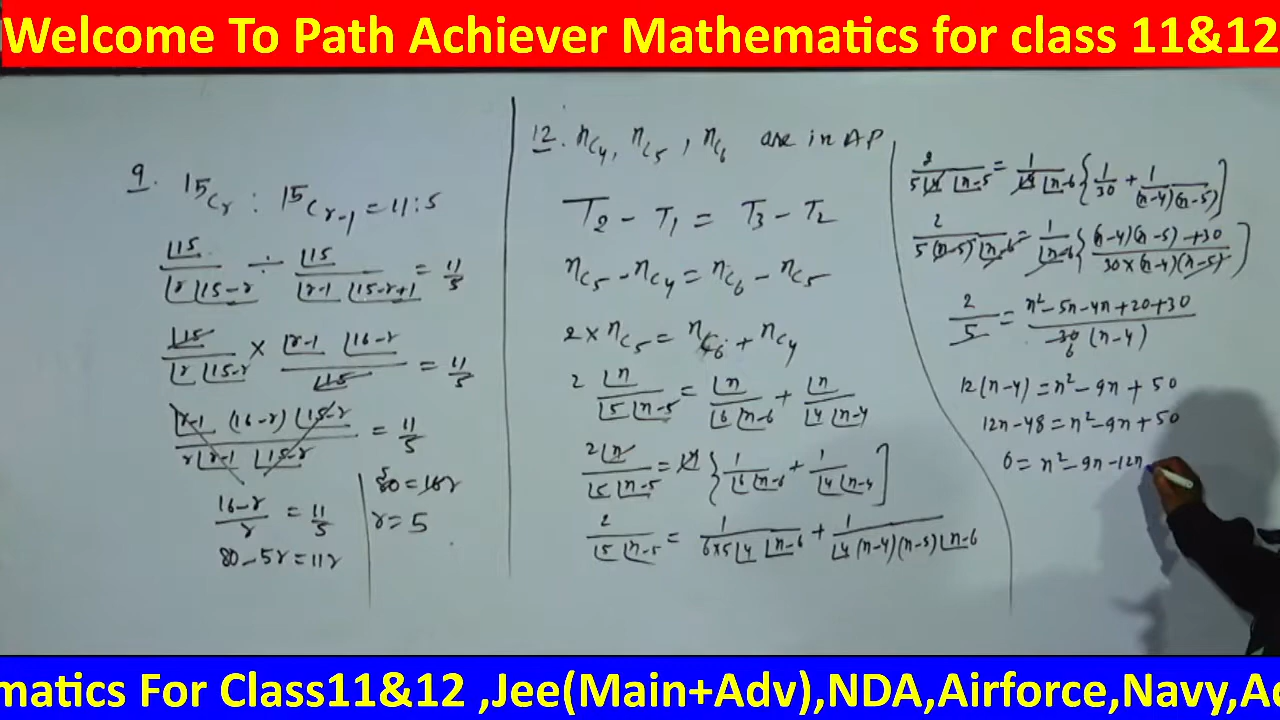 Welcome To Path Achiever Mathematics for class 11&12
9. 15Cr : 15Cr-1 = 11:5
⌊15/(⌊r ⌊15-r) ÷ ⌊15/(⌊r-1 ⌊15-r+1) = 11/5
⌊15/(⌊r ⌊15-r) × (⌊r-1 ⌊16-r)/⌊15 = 11/5
(⌊r-1 (16-r) ⌊15-r)/(r⌊r-1 ⌊15-r) = 11/5
(16-r)/r = 11/5
80-5r = 11r
80 = 16r
5
r = 5
12. nC4, nC5, nC6 are in AP
T2 - T1 = T3 - T2
nC5 - nC4 = nC6 - nC5
2 × nC5 = nC6 + nC4
2 ⌊n/(⌊5 ⌊n-5) = ⌊n/(⌊6 ⌊n-6) + ⌊n/(⌊4 ⌊n-4)
2⌊n/(⌊5 ⌊n-5) = ⌊n {1/(⌊6 ⌊n-6) + 1/(⌊4 ⌊n-4)]
2/(⌊5 ⌊n-5) = 1/(6×5⌊4 ⌊n-6) + 1/(⌊4 (n-4)(n-5)⌊n-6)
2/(5⌊4 ⌊n-5) = 1/(⌊4 ⌊n-6) {1/30 + 1/((n-4)(n-5))]
2/(5(n-5)⌊n-6) = 1/⌊n-6 {((n-4)(n-5)+30)/(30×(n-4)(n-5))}
2/5 = (n²-5n-4n+20+30)/(30(n-4))
6
12(n-4) = n²-9n+50
12n-48 = n²-9n+50
0 = n²-9n-12n
matics For Class11&12 ,Jee(Main+Adv),NDA,Airforce,Navy,Ac